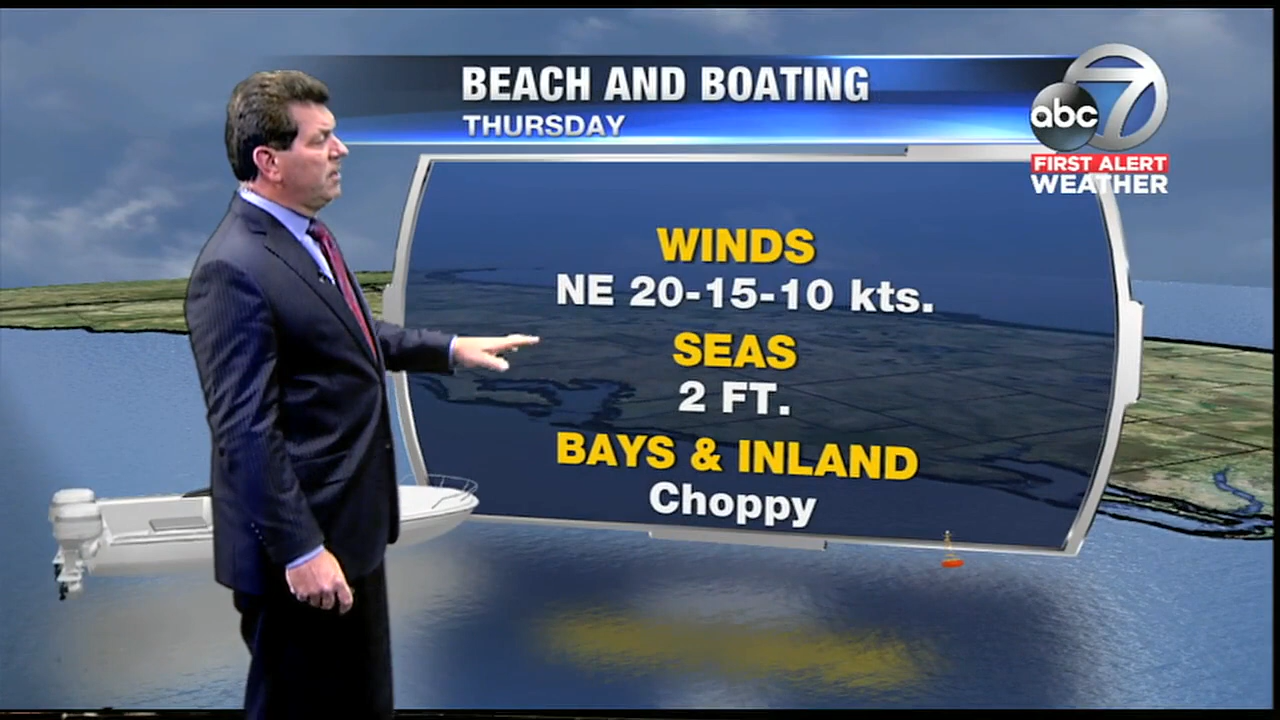 BEACH AND BOATING
THURSDAY
abc 7
FIRST ALERT
WEATHER
WINDS
NE 20-15-10 kts.
SEAS
2 FT.
BAYS & INLAND
Choppy